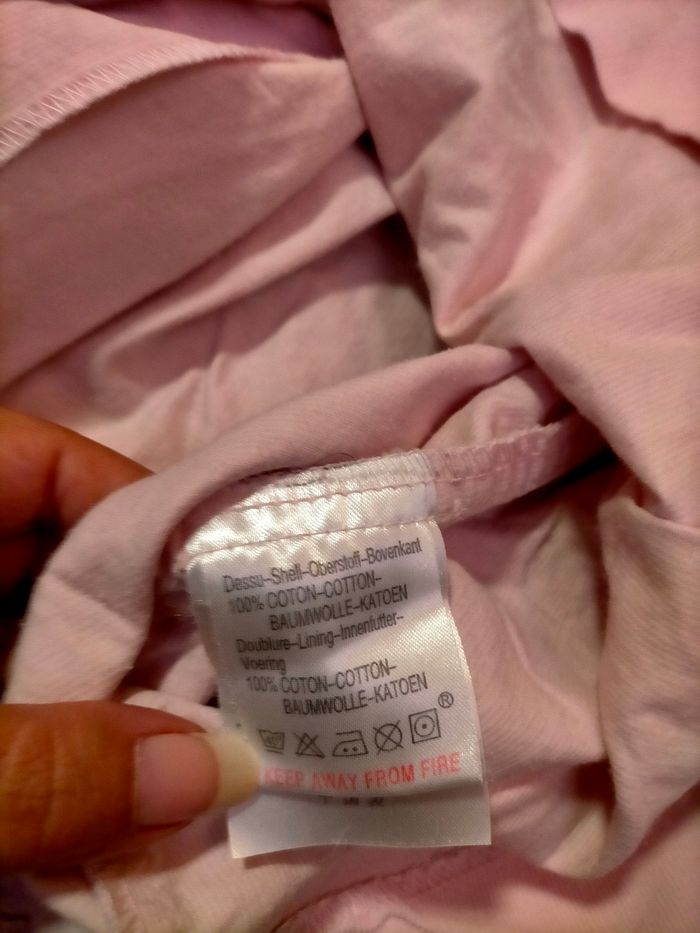 Dessu-Shell-Oberstoff-Bovenkant
100% COTON-COTTON-
BAUMWOLLE-KATOEN
Doublure-Lining-Innenfutter-
Voering
100% COTON-COTTON-
BAUMWOLLE-KATOEN
®
KEEP AWAY FROM FIRE